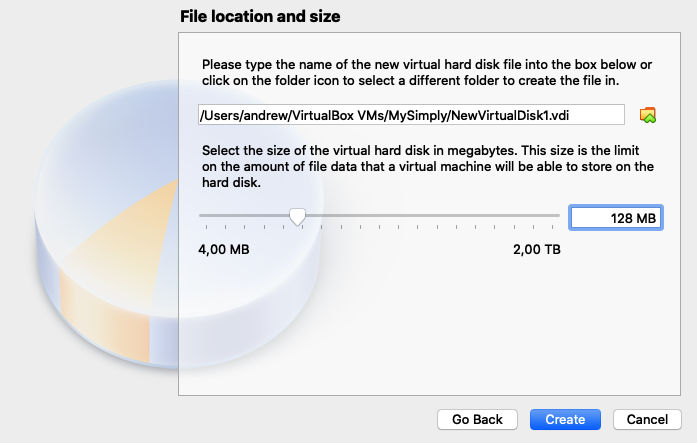 File location and size
Please type the name of the new virtual hard disk file into the box below or
click on the folder icon to select a different folder to create the file in.
/Users/andrew/VirtualBox VMs/MySimply/NewVirtualDisk1.vdi
Select the size of the virtual hard disk in megabytes. This size is the limit
on the amount of file data that a virtual machine will be able to store on the
hard disk.
128 MB
4,00 MB 2,00 TB
Go Back Create Cancel